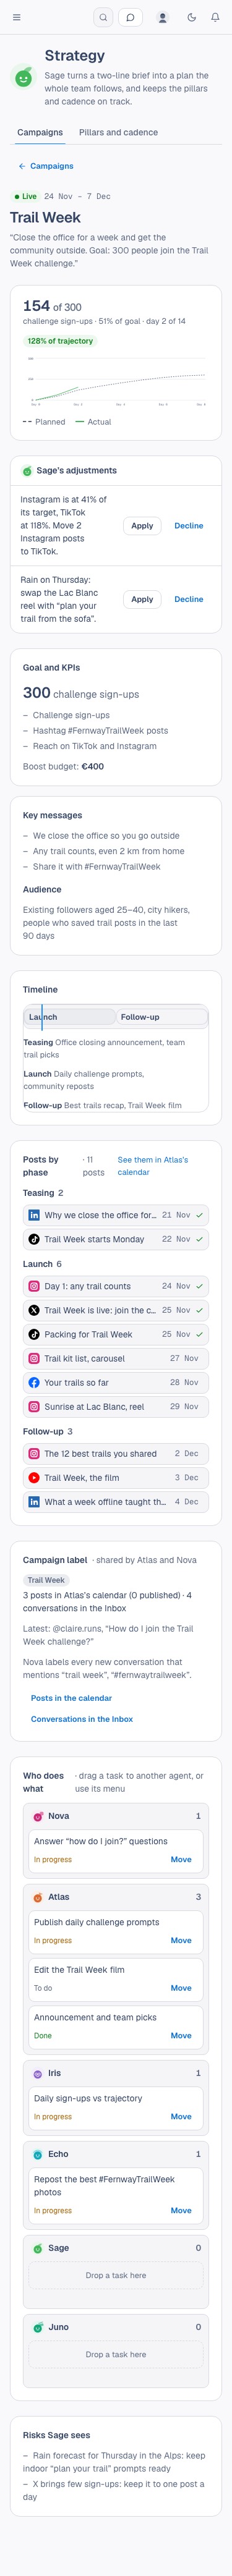 Strategy
Sage turns a two-line brief into a plan the
whole team follows, and keeps the pillars
and cadence on track.
Campaigns
Pillars and cadence
← Campaigns
Live
24 Nov - 7 Dec
Trail Week
“Close the office for a week and get the
community outside. Goal: 300 people join the Trail
Week challenge.”
154 of 300
challenge sign-ups · 51% of goal · day 2 of 14
128% of trajectory
Planned
Actual
Sage’s adjustments
Instagram is at 41% of
its target, TikTok
at 118%. Move 2
Instagram posts
to TikTok.
Apply
Decline
Rain on Thursday:
swap the Lac Blanc
reel with “plan your
trail from the sofa”.
Apply
Decline
Goal and KPIs
300 challenge sign-ups
– Challenge sign-ups
– Hashtag #FernwayTrailWeek posts
– Reach on TikTok and Instagram
Boost budget: €400
Key messages
– We close the office so you go outside
– Any trail counts, even 2 km from home
– Share it with #FernwayTrailWeek
Audience
Existing followers aged 25–40, city hikers,
people who saved trail posts in the last
90 days
Timeline
Launch
Follow-up
Teasing Office closing announcement, team
trail picks
Launch Daily challenge prompts,
community reposts
Follow-up Best trails recap, Trail Week film
Posts by
phase
· 11
posts
See them in Atlas’s
calendar
Teasing 2
Why we close the office for... 21 Nov
Trail Week starts Monday 22 Nov
Launch 6
Day 1: any trail counts 24 Nov
Trail Week is live: join the c... 25 Nov
Packing for Trail Week 25 Nov
Trail kit list, carousel 27 Nov
Your trails so far 28 Nov
Sunrise at Lac Blanc, reel 29 Nov
Follow-up 3
The 12 best trails you shared 2 Dec
Trail Week, the film 3 Dec
What a week offline taught th... 4 Dec
Campaign label · shared by Atlas and Nova
Trail Week
3 posts in Atlas’s calendar (0 published) · 4
conversations in the Inbox
Latest: @claire.runs, “How do I join the Trail
Week challenge?”
Nova labels every new conversation that
mentions “trail week”, “#fernwaytrailweek”.
Posts in the calendar
Conversations in the Inbox
Who does
what
· drag a task to another agent, or
use its menu
Nova 1
Answer “how do I join?” questions
In progress
Move
Atlas 3
Publish daily challenge prompts
In progress
Move
Edit the Trail Week film
To do
Move
Announcement and team picks
Done
Move
Iris 1
Daily sign-ups vs trajectory
In progress
Move
Echo 1
Repost the best #FernwayTrailWeek
photos
In progress
Move
Sage 0
Drop a task here
Juno 0
Drop a task here
Risks Sage sees
– Rain forecast for Thursday in the Alps: keep
indoor “plan your trail” prompts ready
– X brings few sign-ups: keep it to one post a
day